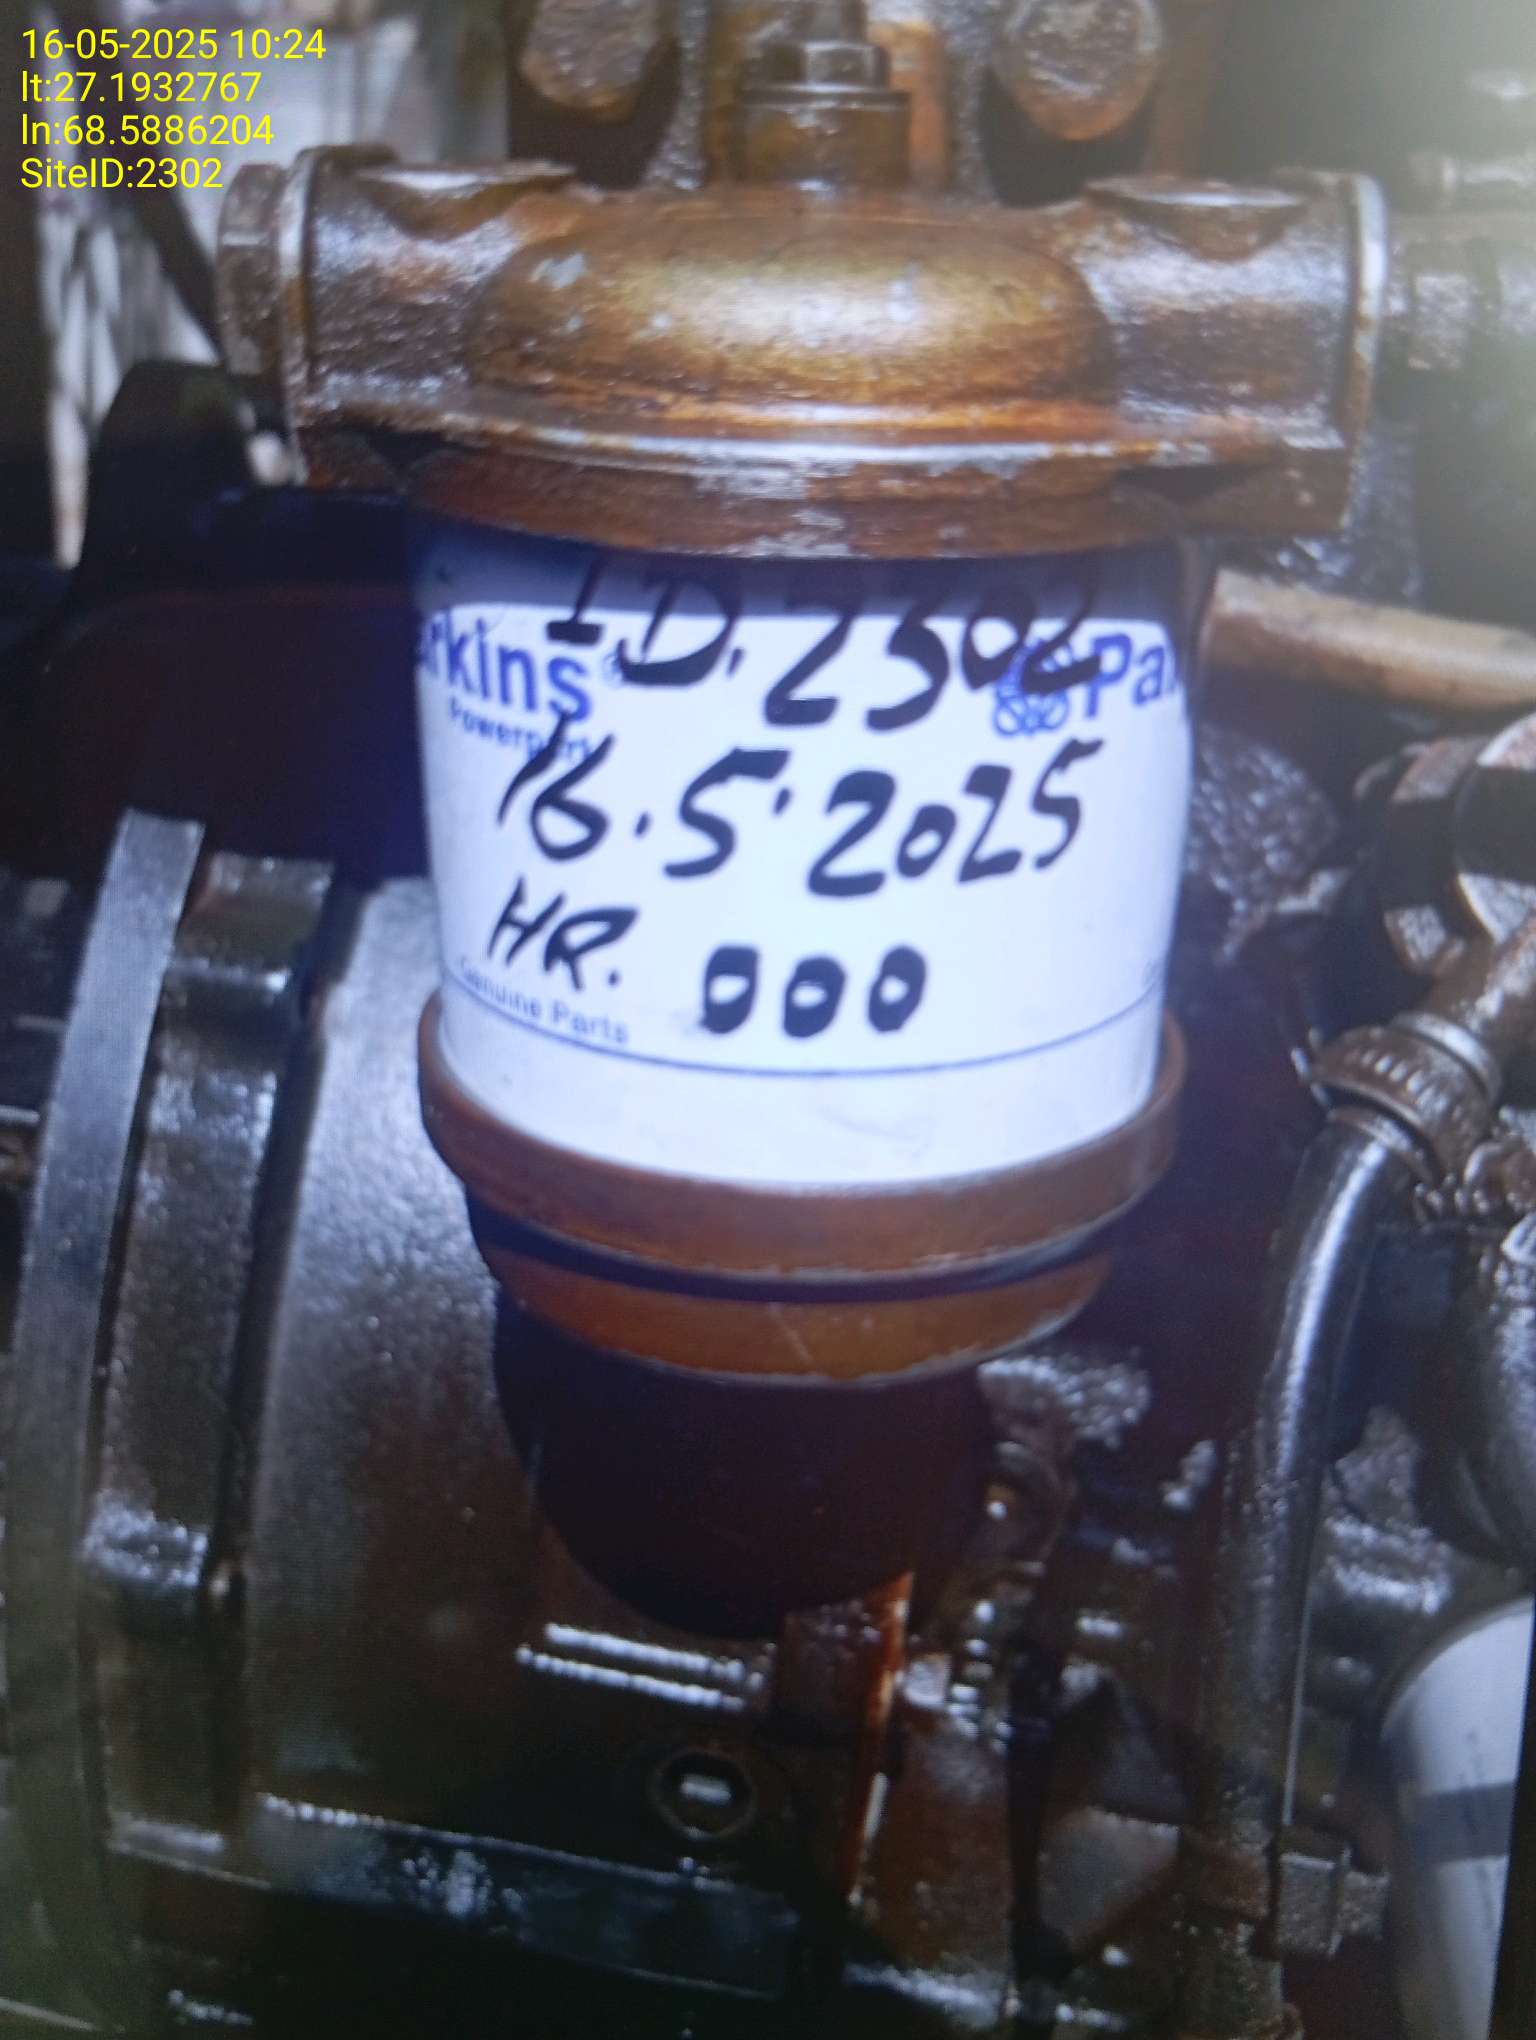 16-05-2025 10:24
lt:27.1932767
ln:68.5886204
SiteID:2302
I.D. 2302
rkins®
Powerpart
Pa
16.5.2025
HR. 000
Genuine Parts